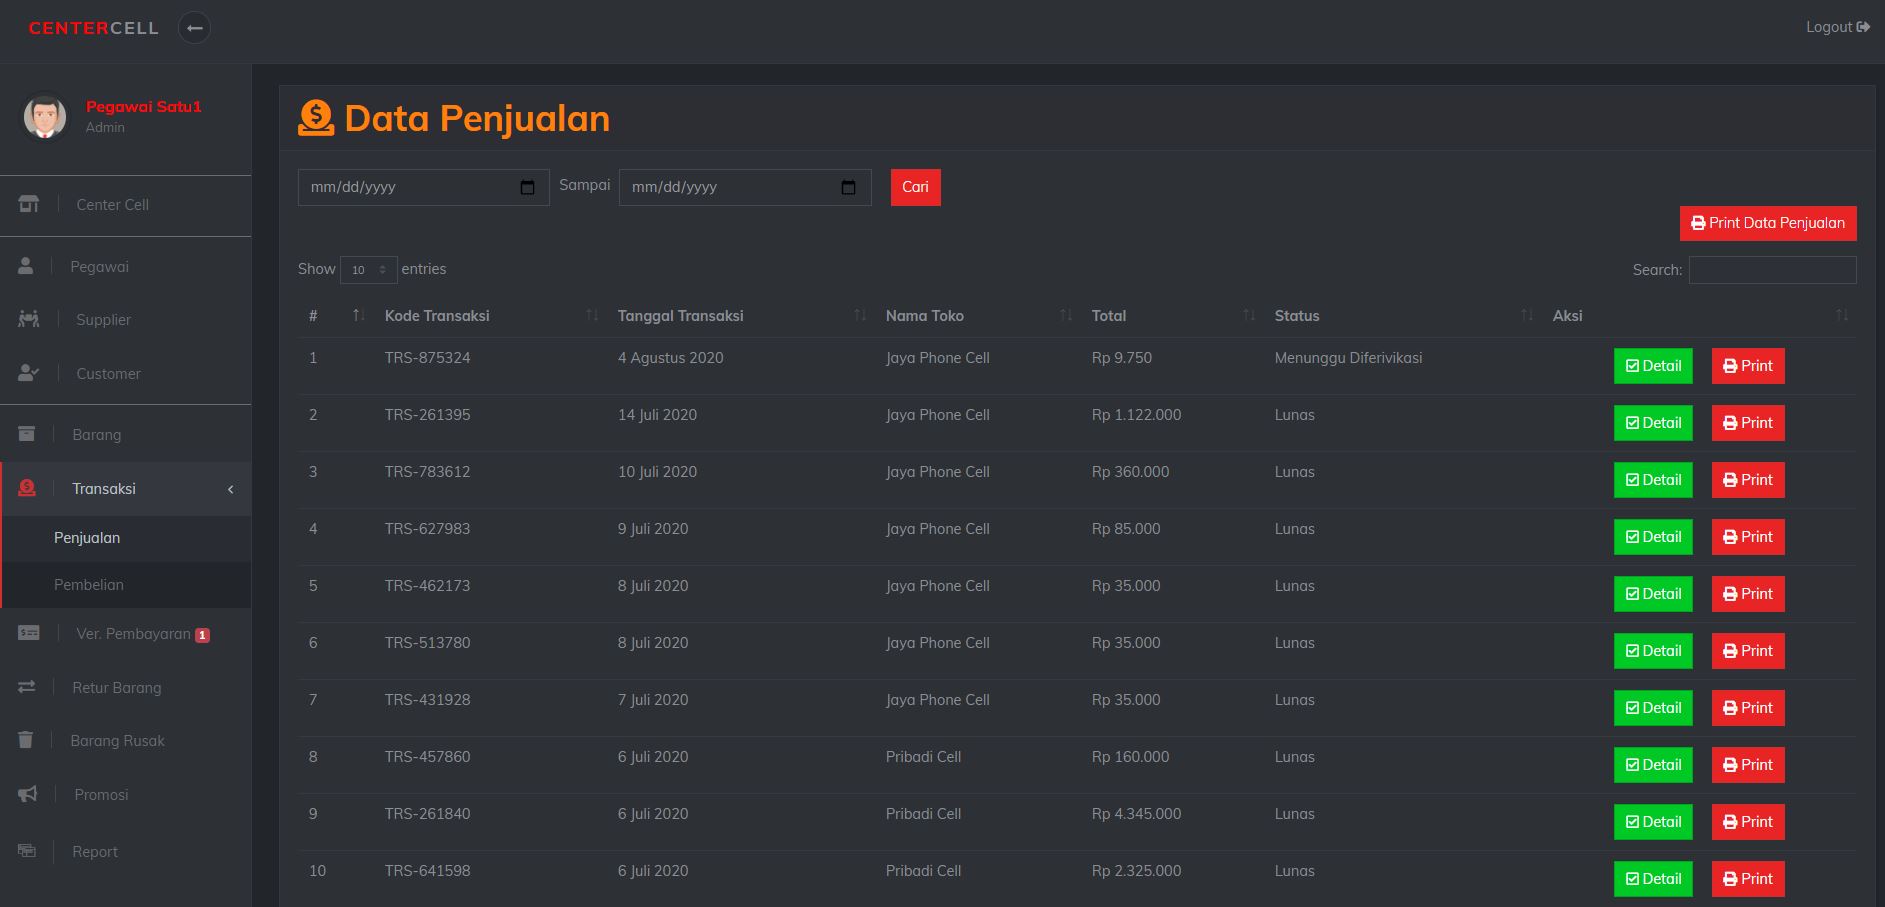 CENTERCELL
Logout
Pegawai Satu1
Admin
Center Cell
Pegawai
Supplier
Customer
Barang
Transaksi
Penjualan
Pembelian
Ver. Pembayaran 1
Retur Barang
Barang Rusak
Promosi
Report
Data Penjualan
mm/dd/yyyy Sampai mm/dd/yyyy Cari
Print Data Penjualan
Show 10 entries Search:
# Kode Transaksi Tanggal Transaksi Nama Toko Total Status Aksi
1 TRS-875324 4 Agustus 2020 Jaya Phone Cell Rp 9.750 Menunggu Diferivikasi Detail Print
2 TRS-261395 14 Juli 2020 Jaya Phone Cell Rp 1.122.000 Lunas Detail Print
3 TRS-783612 10 Juli 2020 Jaya Phone Cell Rp 360.000 Lunas Detail Print
4 TRS-627983 9 Juli 2020 Jaya Phone Cell Rp 85.000 Lunas Detail Print
5 TRS-462173 8 Juli 2020 Jaya Phone Cell Rp 35.000 Lunas Detail Print
6 TRS-513780 8 Juli 2020 Jaya Phone Cell Rp 35.000 Lunas Detail Print
7 TRS-431928 7 Juli 2020 Jaya Phone Cell Rp 35.000 Lunas Detail Print
8 TRS-457860 6 Juli 2020 Pribadi Cell Rp 160.000 Lunas Detail Print
9 TRS-261840 6 Juli 2020 Pribadi Cell Rp 4.345.000 Lunas Detail Print
10 TRS-641598 6 Juli 2020 Pribadi Cell Rp 2.325.000 Lunas Detail Print